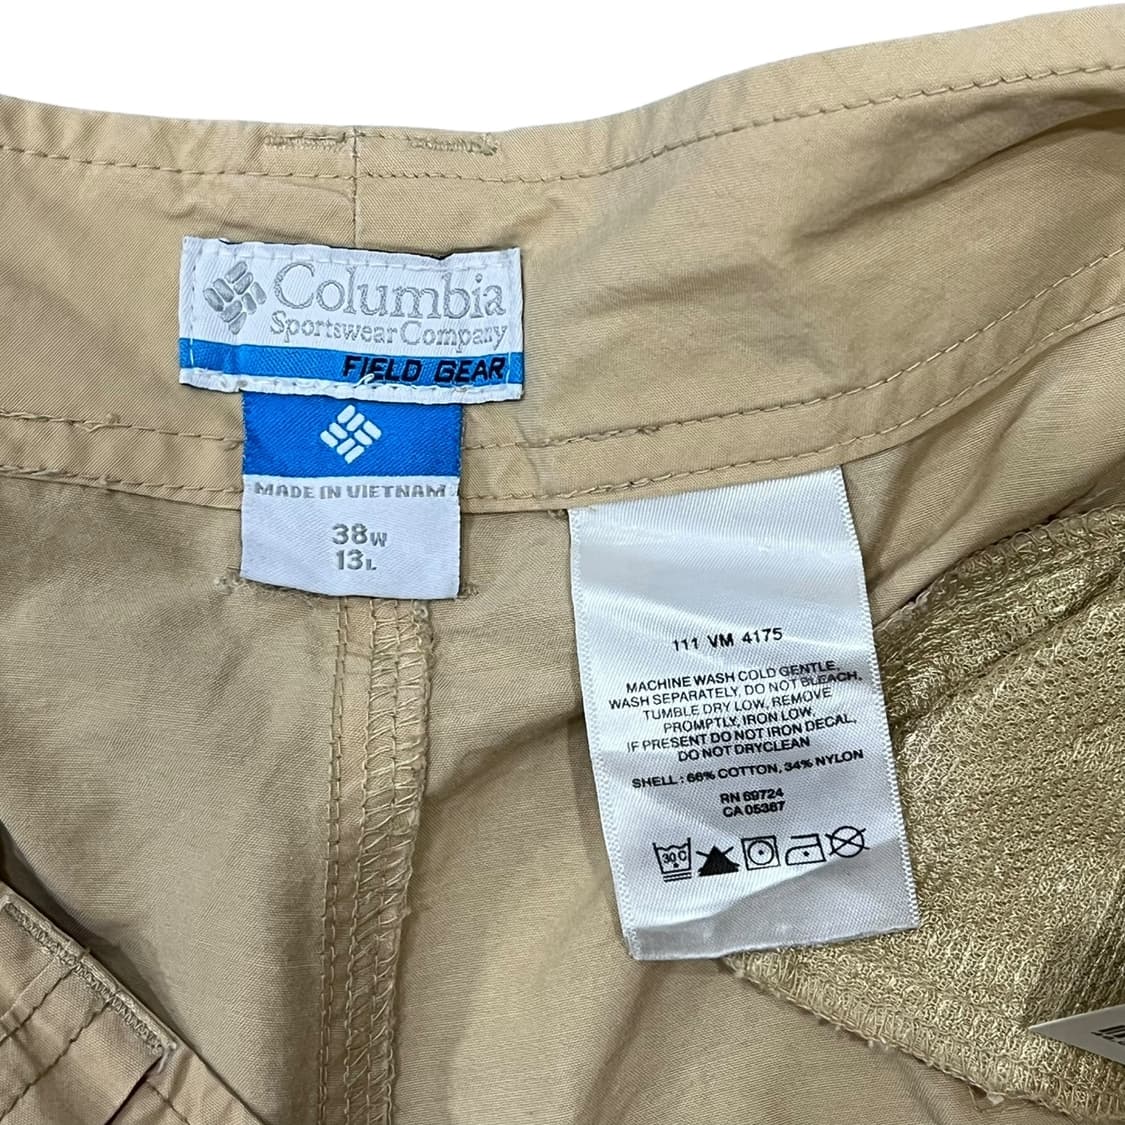 Columbia
Sportswear Company
FIELD GEAR
MADE IN VIETNAM
38W
13L
111 VM 4175
MACHINE WASH COLD GENTLE,
WASH SEPARATELY, DO NOT BLEACH,
TUMBLE DRY LOW, REMOVE
PROMPTLY, IRON LOW,
IF PRESENT DO NOT IRON DECAL,
DO NOT DRYCLEAN
SHELL : 66% COTTON, 34% NYLON
RN 69724
CA 05367
30 C